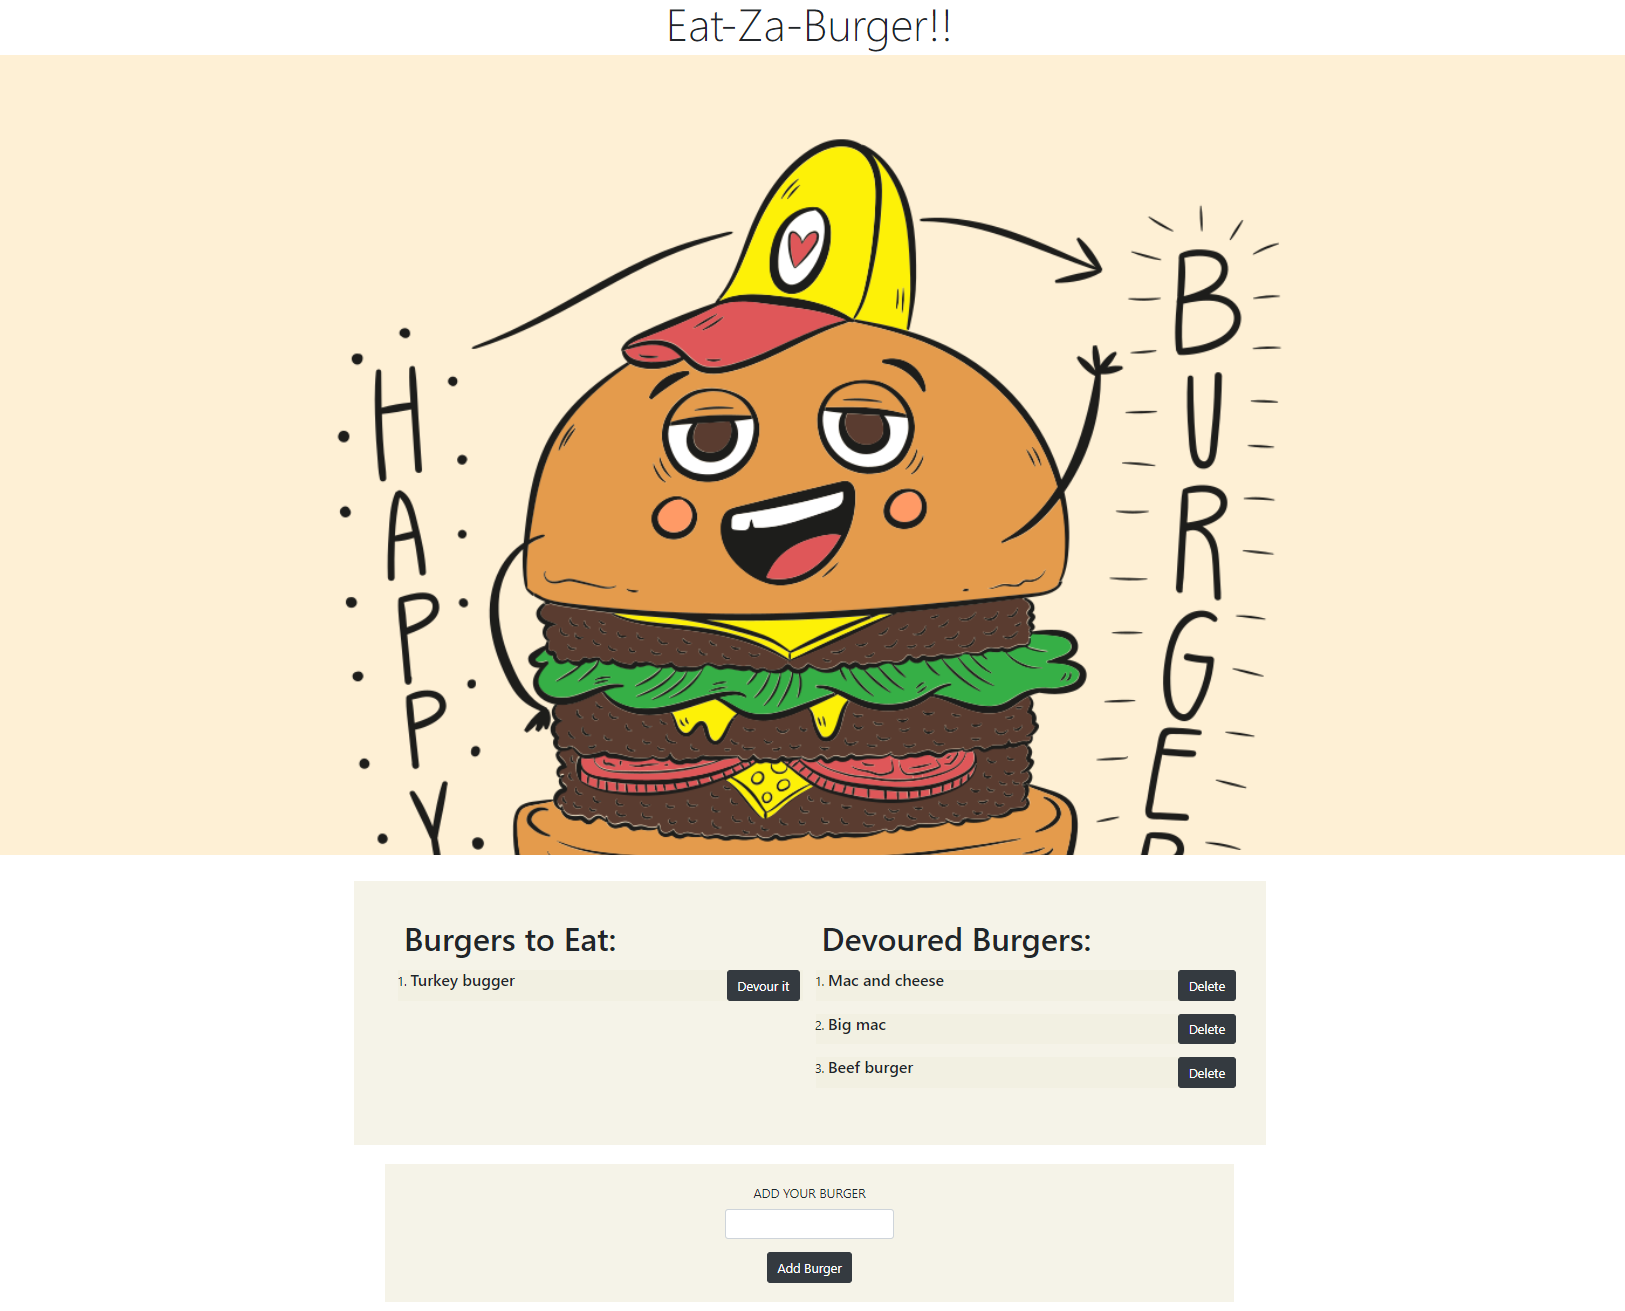 Eat-Za-Burger!!
HAPPY
BURGER
Burgers to Eat:
1. Turkey bugger
Devour it
Devoured Burgers:
1. Mac and cheese
Delete
2. Big mac
Delete
3. Beef burger
Delete
ADD YOUR BURGER
Add Burger